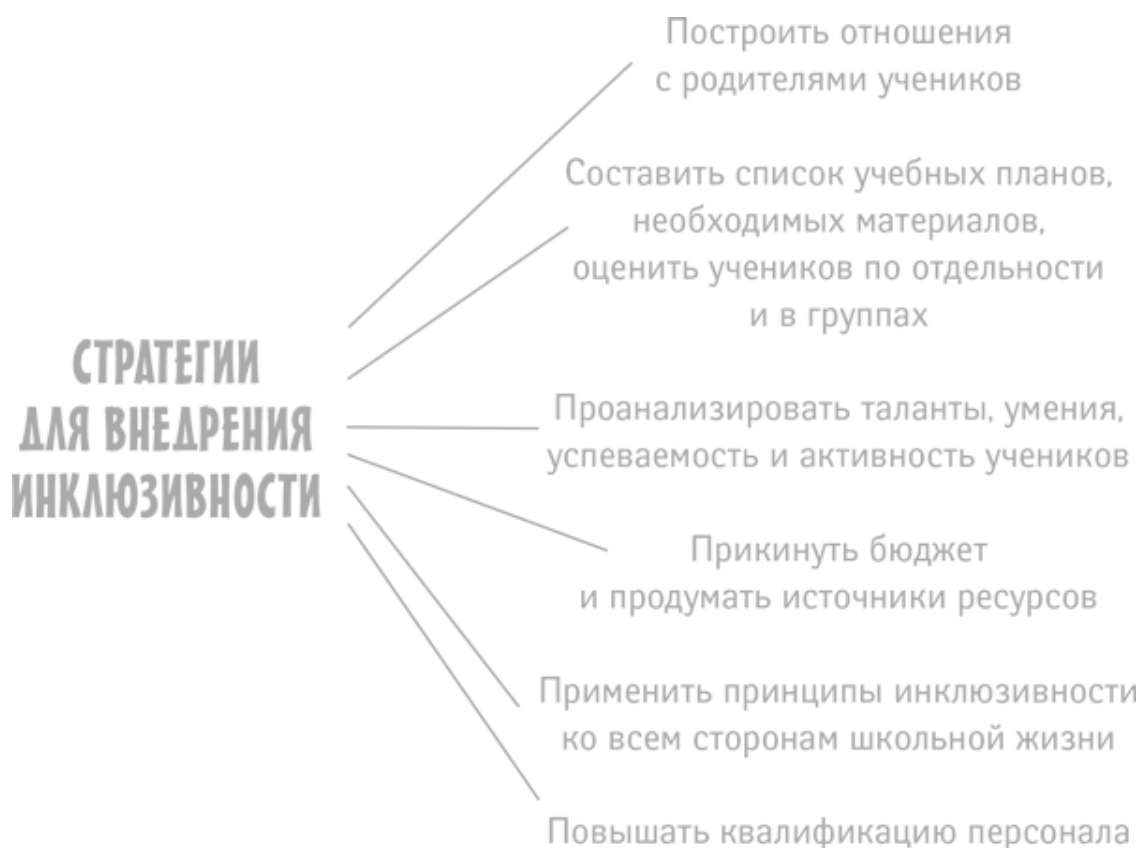 СТРАТЕГИИ
ДЛЯ ВНЕДРЕНИЯ
ИНКЛЮЗИВНОСТИ
Построить отношения
с родителями учеников
Составить список учебных планов,
необходимых материалов,
оценить учеников по отдельности
и в группах
Проанализировать таланты, умения,
успеваемость и активность учеников
Прикинуть бюджет
и продумать источники ресурсов
Применить принципы инклюзивности
ко всем сторонам школьной жизни
Повышать квалификацию персонала